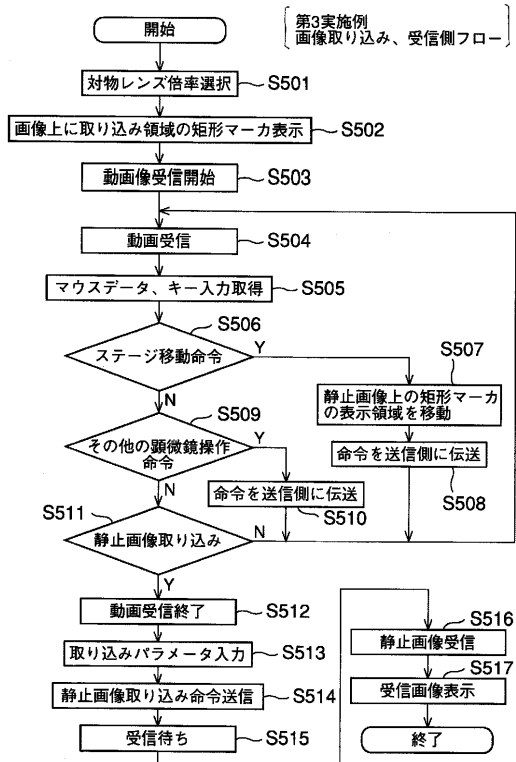 第3実施例
画像取り込み、受信側フロー
開始
対物レンズ倍率選択
S501
画像上に取り込み領域の矩形マーカ表示
S502
動画像受信開始
S503
動画受信
S504
マウスデータ、キー入力取得
S505
S506
ステージ移動命令
Y
N
S507
静止画像上の矩形マーカ
の表示領域を移動
命令を送信側に伝送
S508
S509
その他の顕微鏡操作
命令
Y
N
命令を送信側に伝送
S510
S511
静止画像取り込み
N
Y
動画受信終了
S512
取り込みパラメータ入力
S513
静止画像取り込み命令送信
S514
受信待ち
S515
S516
静止画像受信
S517
受信画像表示
終了